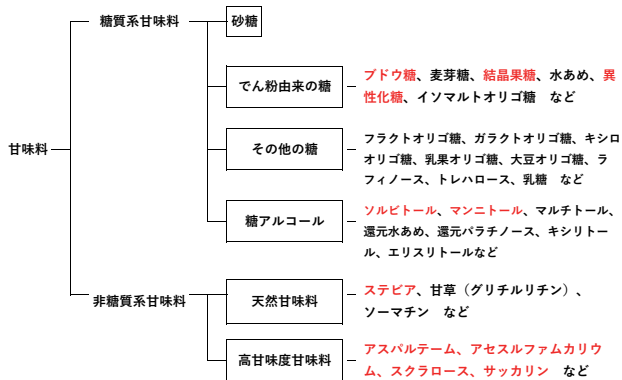 甘味料
糖質系甘味料
砂糖
でん粉由来の糖
ブドウ糖、麦芽糖、結晶果糖、水あめ、異
性化糖、イソマルトオリゴ糖　など
その他の糖
フラクトオリゴ糖、ガラクトオリゴ糖、キシロ
オリゴ糖、乳果オリゴ糖、大豆オリゴ糖、ラ
フィノース、トレハロース、乳糖　など
糖アルコール
ソルビトール、マンニトール、マルチトール、
還元水あめ、還元パラチノース、キシリトー
ル、エリスリトールなど
非糖質系甘味料
天然甘味料
ステビア、甘草（グリチルリチン）、
ソーマチン　など
高甘味度甘味料
アスパルテーム、アセスルファムカリウ
ム、スクラロース、サッカリン　など